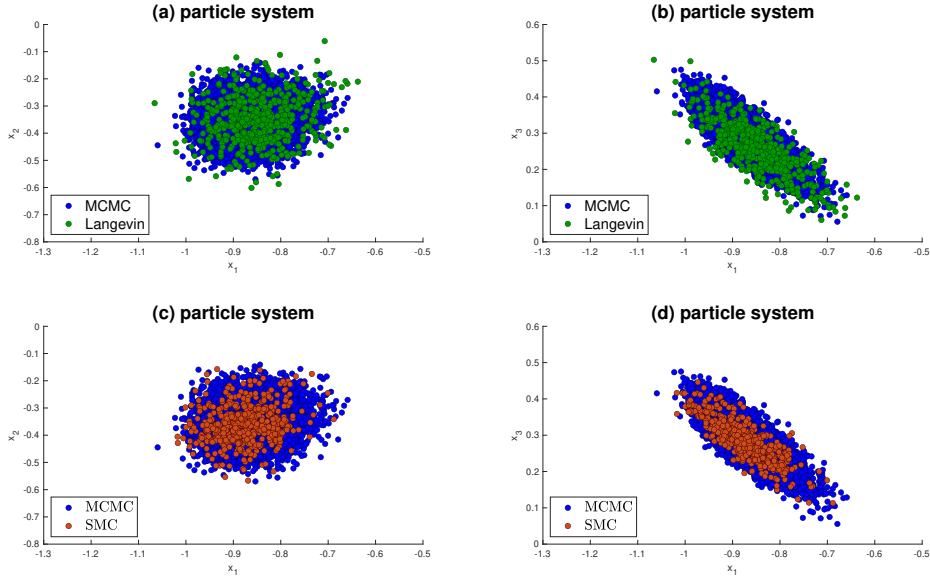 (a) particle system
0
-0.1
-0.2
-0.3
-0.4
-0.5
-0.6
-0.7
-0.8
x2
MCMC
Langevin
-1.3 -1.2 -1.1 -1 -0.9 -0.8 -0.7 -0.6 -0.5
x1
(b) particle system
0.6
0.5
0.4
0.3
0.2
0.1
0
x3
MCMC
Langevin
-1.3 -1.2 -1.1 -1 -0.9 -0.8 -0.7 -0.6 -0.5
x1
(c) particle system
0
-0.1
-0.2
-0.3
-0.4
-0.5
-0.6
-0.7
-0.8
x2
MCMC
SMC
-1.3 -1.2 -1.1 -1 -0.9 -0.8 -0.7 -0.6 -0.5
x1
(d) particle system
0.6
0.5
0.4
0.3
0.2
0.1
0
x3
MCMC
SMC
-1.3 -1.2 -1.1 -1 -0.9 -0.8 -0.7 -0.6 -0.5
x1